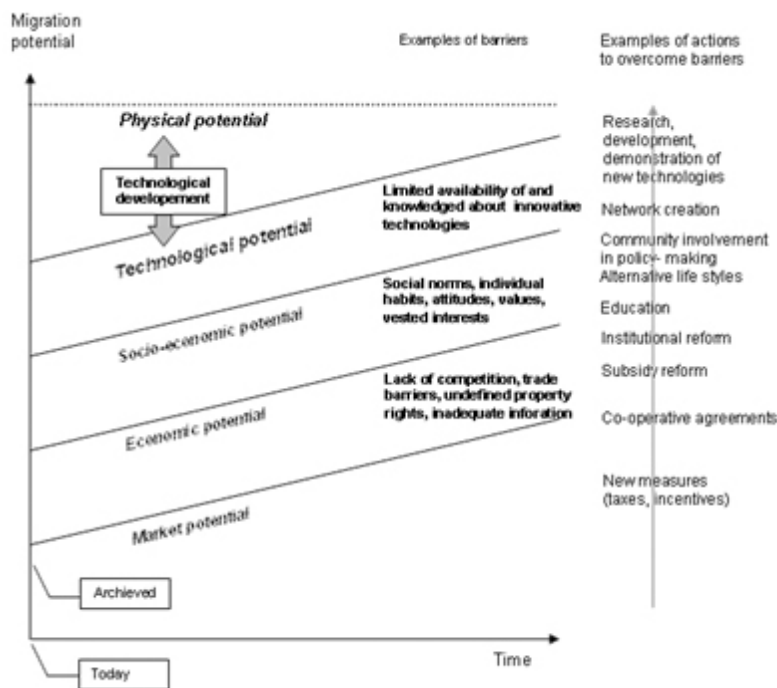 Migration
potential
Examples of barriers
Examples of actions
to overcome barriers
Physical potential
Technological
developement
Technological potential
Limited availability of and
knowledged about innovative
technologies
Socio-economic potential
Social norms, individual
habits, attitudes, values,
vested interests
Economic potential
Lack of competition, trade
barriers, undefined property
rights, inadequate inforation
Market potential
Research,
development,
demonstration of
new technologies
Network creation
Community involvement
in policy- making
Alternative life styles
Education
Institutional reform
Subsidy reform
Co-operative agreements
New measures
(taxes, incentives)
Archieved
Today
Time